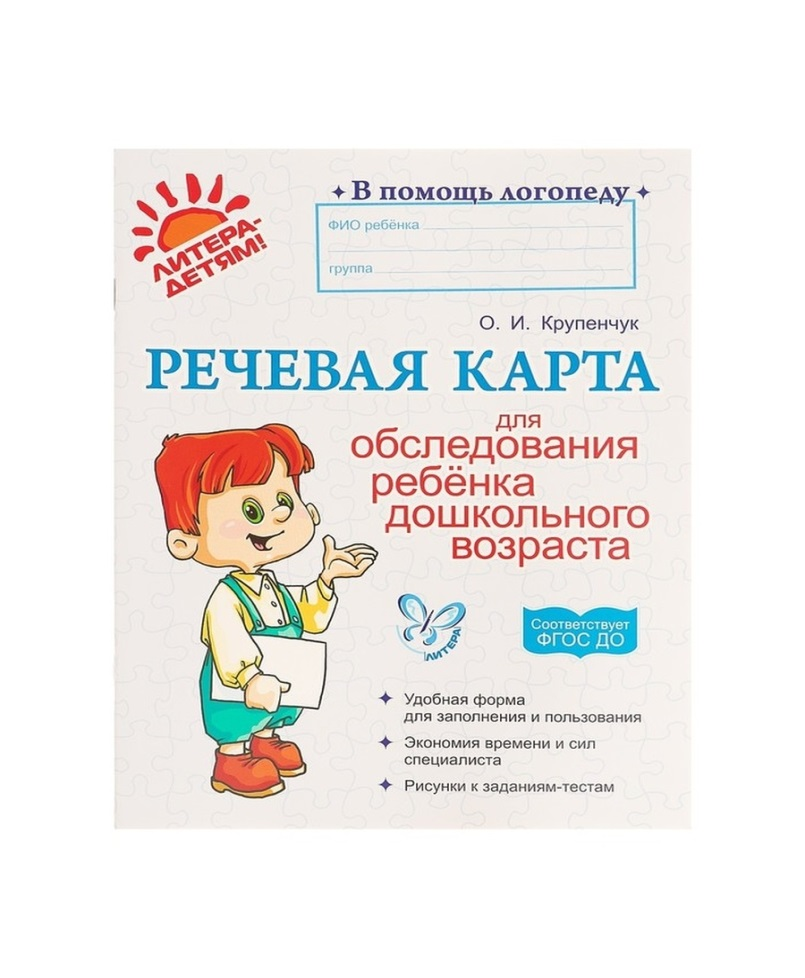 ЛИТЕРА-
ДЕТЯМ!
В помощь логопеду
ФИО ребёнка
группа
О. И. Крупенчук
РЕЧЕВАЯ КАРТА
для
обследования
ребёнка
дошкольного
возраста
ЛИТЕРА
Соответствует
ФГОС ДО
Удобная форма
для заполнения и пользования
Экономия времени и сил
специалиста
Рисунки к заданиям-тестам